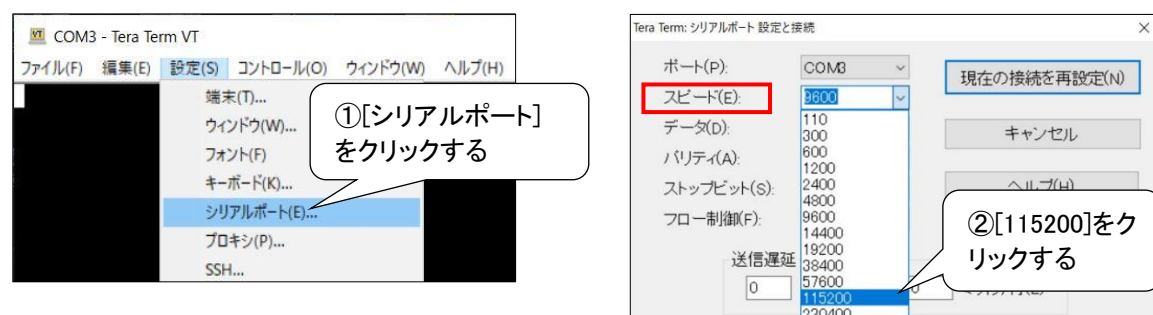 COM3 - Tera Term VT
ファイル(F) 編集(E) 設定(S) コントロール(O) ウィンドウ(W) ヘルプ(H)
端末(T)...
ウィンドウ(W)...
フォント(F)
キーボード(K)...
シリアルポート(E)...
プロキシ(P)...
SSH...
①[シリアルポート]
をクリックする
Tera Term: シリアルポート 設定と接続
ポート(P): COM3
現在の接続を再設定(N)
スピード(E): 9600
データ(D):
キャンセル
パリティ(A):
ストップビット(S):
ヘルプ(H)
フロー制御(F):
110
300
600
1200
2400
4800
9600
14400
19200
38400
57600
115200
230400
送信遅延
0
②[115200]をク
リックする